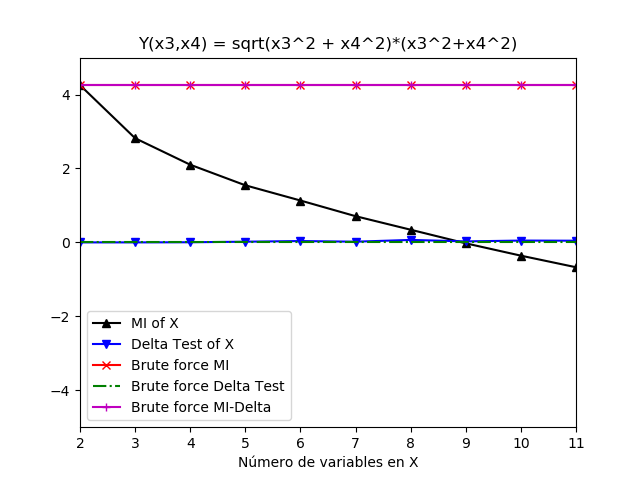 Y(x3,x4) = sqrt(x3^2 + x4^2)*(x3^2+x4^2)
4
2
0
−2
−4
MI of X
Delta Test of X
Brute force MI
Brute force Delta Test
Brute force MI-Delta
2 3 4 5 6 7 8 9 10 11
Número de variables en X